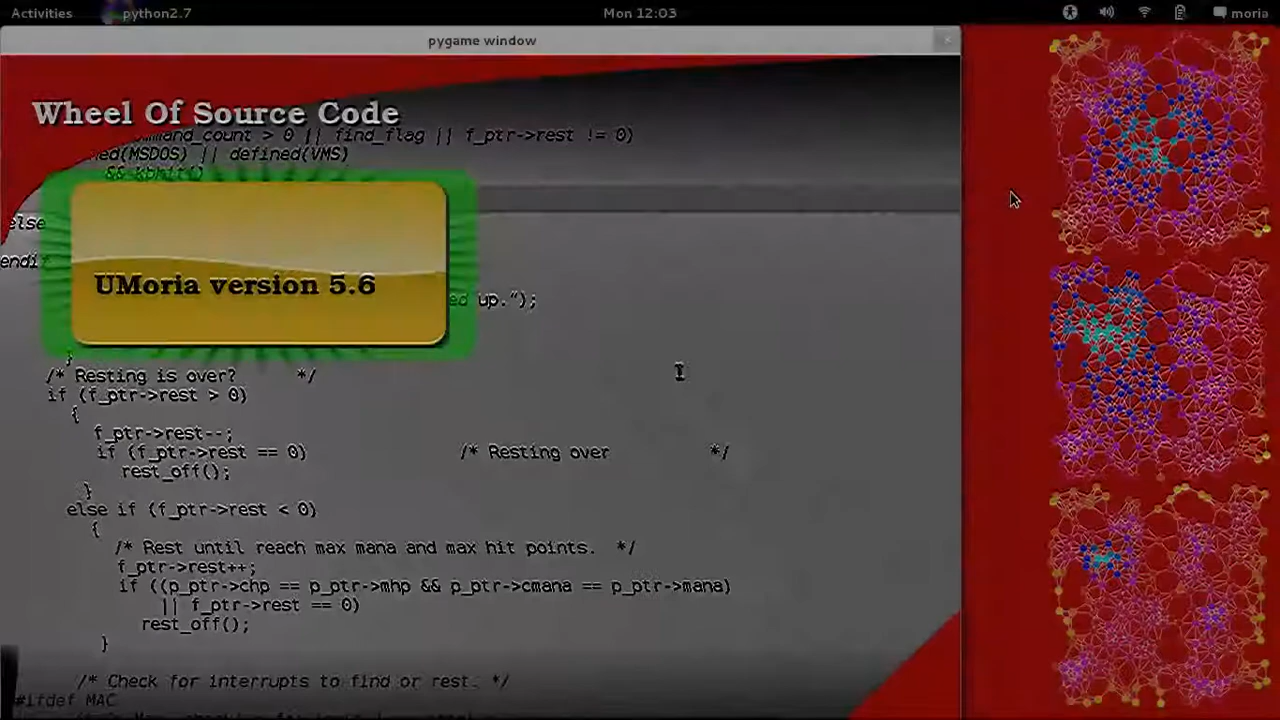 Activities python2.7 Mon 12:03 moria
pygame window
Wheel Of Source Code
command_count > 0 || find_flag || f_ptr->rest != 0)
ned(MSDOS) || defined(VMS)
&& kbhit()
else
endif
UMoria version 5.6
ed up.");
}
/* Resting is over? */
if (f_ptr->rest > 0)
{
f_ptr->rest--;
if (f_ptr->rest == 0) /* Resting over */
rest_off();
}
else if (f_ptr->rest < 0)
{
/* Rest until reach max mana and max hit points. */
f_ptr->rest++;
if ((p_ptr->chp == p_ptr->mhp && p_ptr->cmana == p_ptr->mana)
|| f_ptr->rest == 0)
rest_off();
}
/* Check for interrupts to find or rest. */
#ifdef MAC